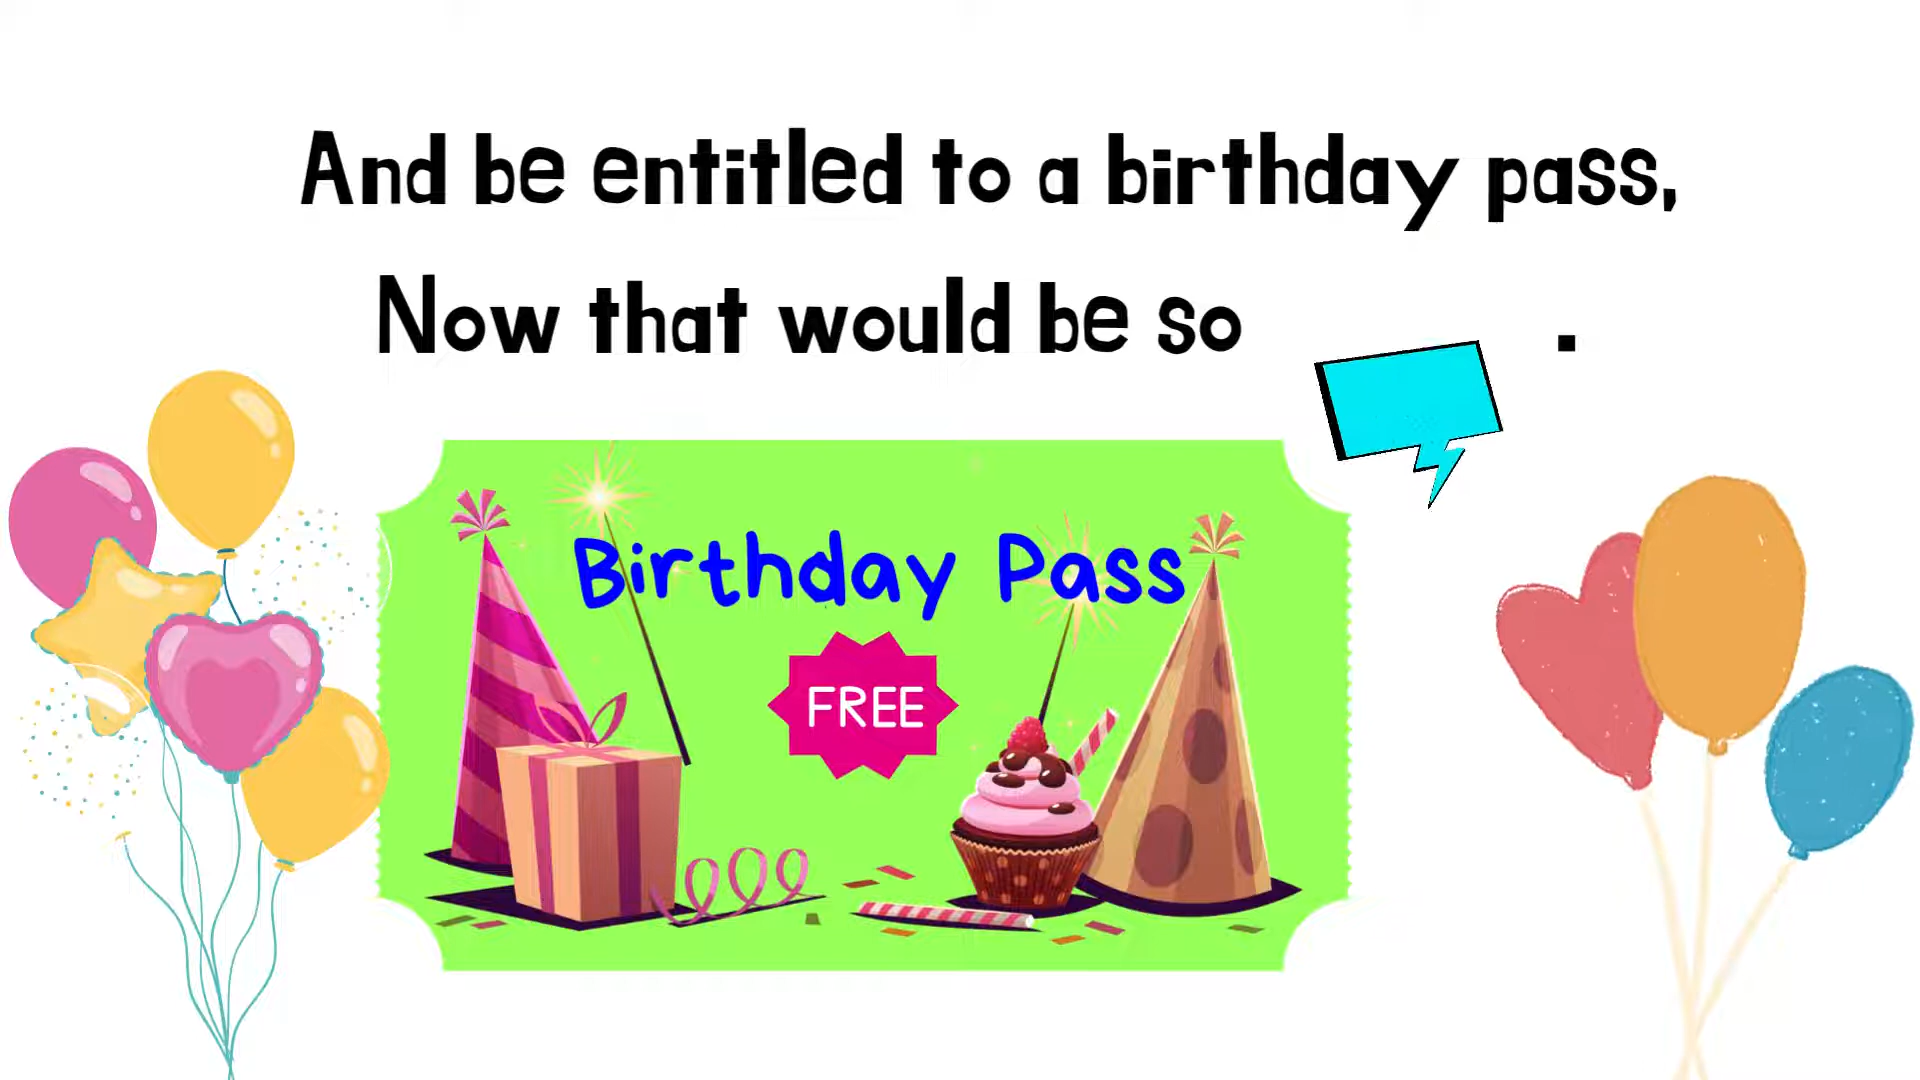 And be entitled to a birthday pass,
Now that would be so .
Birthday Pass
FREE